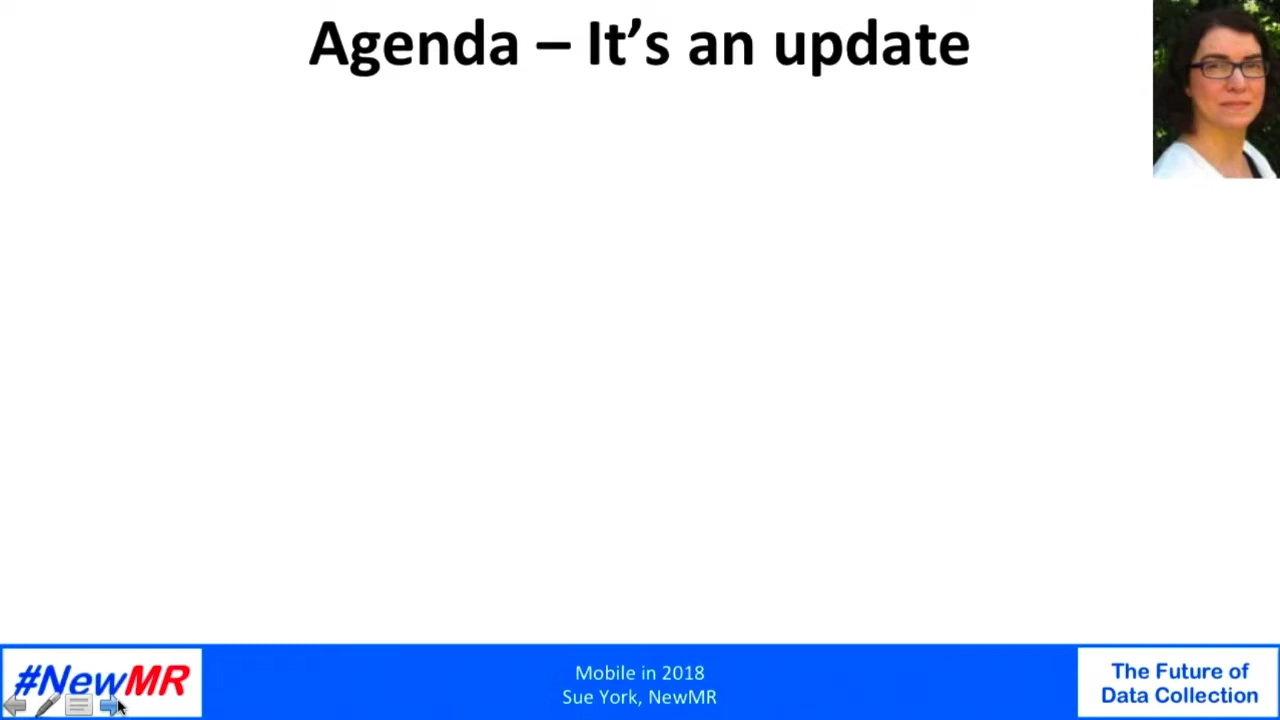 Agenda – It’s an update
#NewMR
Mobile in 2018
Sue York, NewMR
The Future of
Data Collection